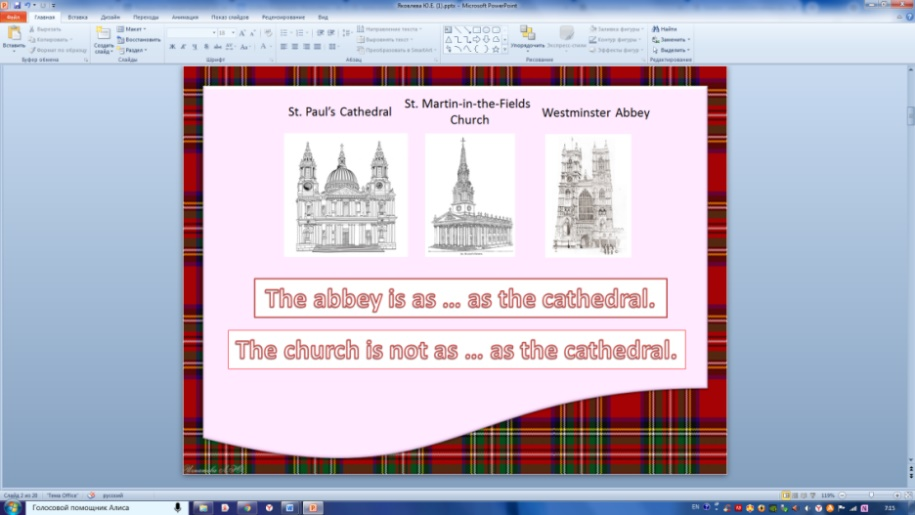 Яковлева Ю.Е. (1).pptx - Microsoft PowerPoint
Файл Главная Вставка Дизайн Переходы Анимация Показ слайдов Рецензирование Вид
Вставить
Вырезать
Копировать
Формат по образцу
Буфер обмена
Создать слайд
Макет
Восстановить
Раздел
Слайды
Шрифт
Направление текста
Выровнять текст
Преобразовать в SmartArt
Абзац
Упорядочить
Экспресс-стили
Заливка фигуры
Контур фигуры
Эффекты фигур
Рисование
Найти
Заменить
Выделить
Редактирование
St. Paul's Cathedral
St. Martin-in-the-Fields
Church
Westminster Abbey
The abbey is as ... as the cathedral.
The church is not as ... as the cathedral.
Слайд 2 из 28 "Тема Office" русский
119%
Голосовой помощник Алиса
EN
7:15